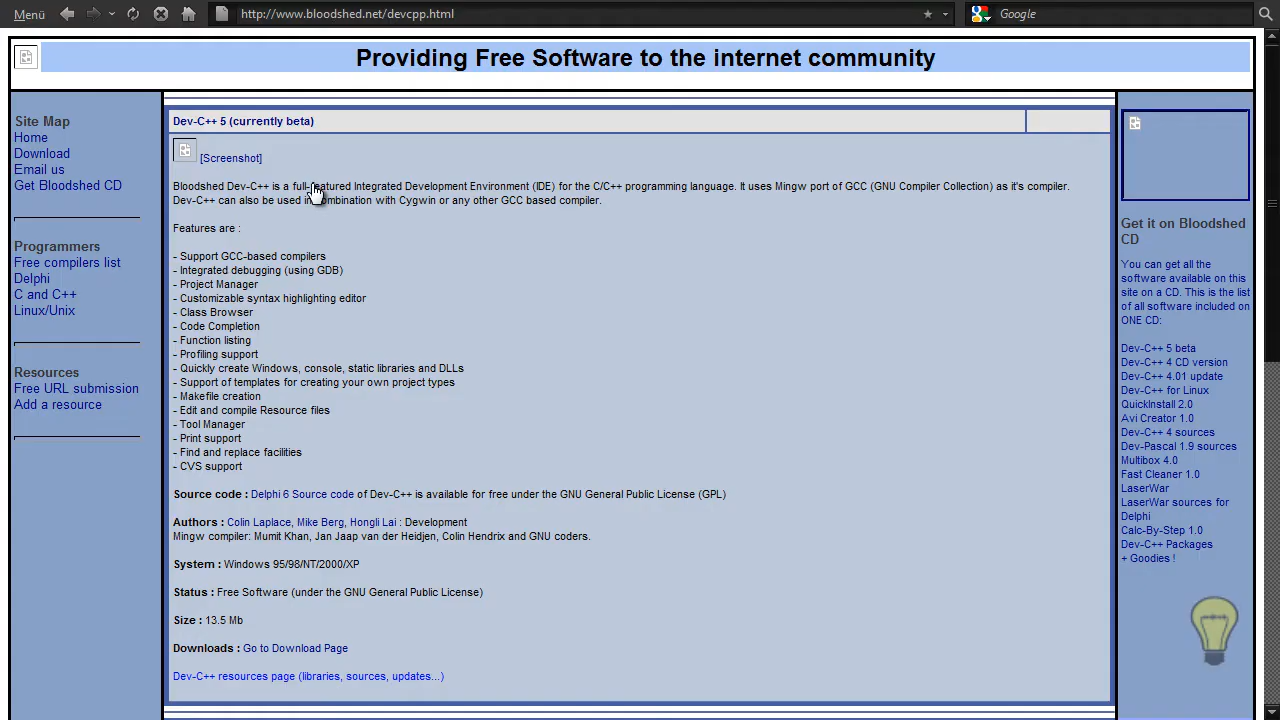 Menü
http://www.bloodshed.net/devcpp.html
Google
Providing Free Software to the internet community
Site Map
Home
Download
Email us
Get Bloodshed CD
Programmers
Free compilers list
Delphi
C and C++
Linux/Unix
Resources
Free URL submission
Add a resource
Dev-C++ 5 (currently beta)
[Screenshot]
Bloodshed Dev-C++ is a full-featured Integrated Development Environment (IDE) for the C/C++ programming language. It uses Mingw port of GCC (GNU Compiler Collection) as it's compiler.
Dev-C++ can also be used in combination with Cygwin or any other GCC based compiler.
Features are :
- Support GCC-based compilers
- Integrated debugging (using GDB)
- Project Manager
- Customizable syntax highlighting editor
- Class Browser
- Code Completion
- Function listing
- Profiling support
- Quickly create Windows, console, static libraries and DLLs
- Support of templates for creating your own project types
- Makefile creation
- Edit and compile Resource files
- Tool Manager
- Print support
- Find and replace facilities
- CVS support
Source code : Delphi 6 Source code of Dev-C++ is available for free under the GNU General Public License (GPL)
Authors : Colin Laplace, Mike Berg, Hongli Lai : Development
Mingw compiler: Mumit Khan, Jan Jaap van der Heidjen, Colin Hendrix and GNU coders.
System : Windows 95/98/NT/2000/XP
Status : Free Software (under the GNU General Public License)
Size : 13.5 Mb
Downloads : Go to Download Page
Dev-C++ resources page (libraries, sources, updates...)
Get it on Bloodshed
CD
You can get all the
software available on this
site on a CD. This is the list
of all software included on
ONE CD:
Dev-C++ 5 beta
Dev-C++ 4 CD version
Dev-C++ 4.01 update
Dev-C++ for Linux
QuickInstall 2.0
Avi Creator 1.0
Dev-C++ 4 sources
Dev-Pascal 1.9 sources
Multibox 4.0
Fast Cleaner 1.0
LaserWar
LaserWar sources for
Delphi
Calc-By-Step 1.0
Dev-C++ Packages
+ Goodies !